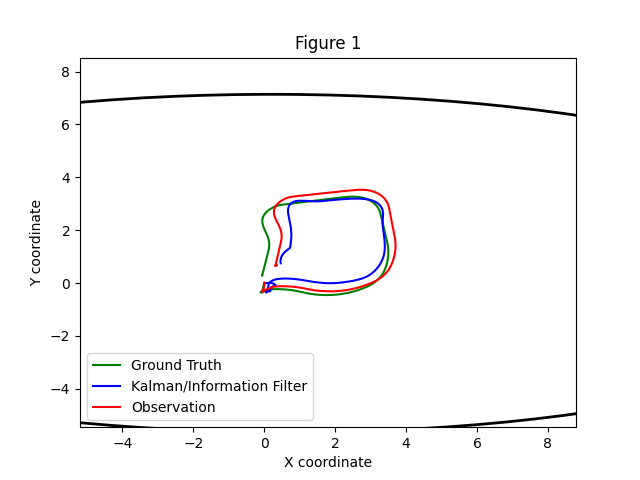 Figure 1
8
6
4
2
0
−2
−4
Y coordinate
Ground Truth
Kalman/Information Filter
Observation
−4
−2
0
2
4
6
8
X coordinate